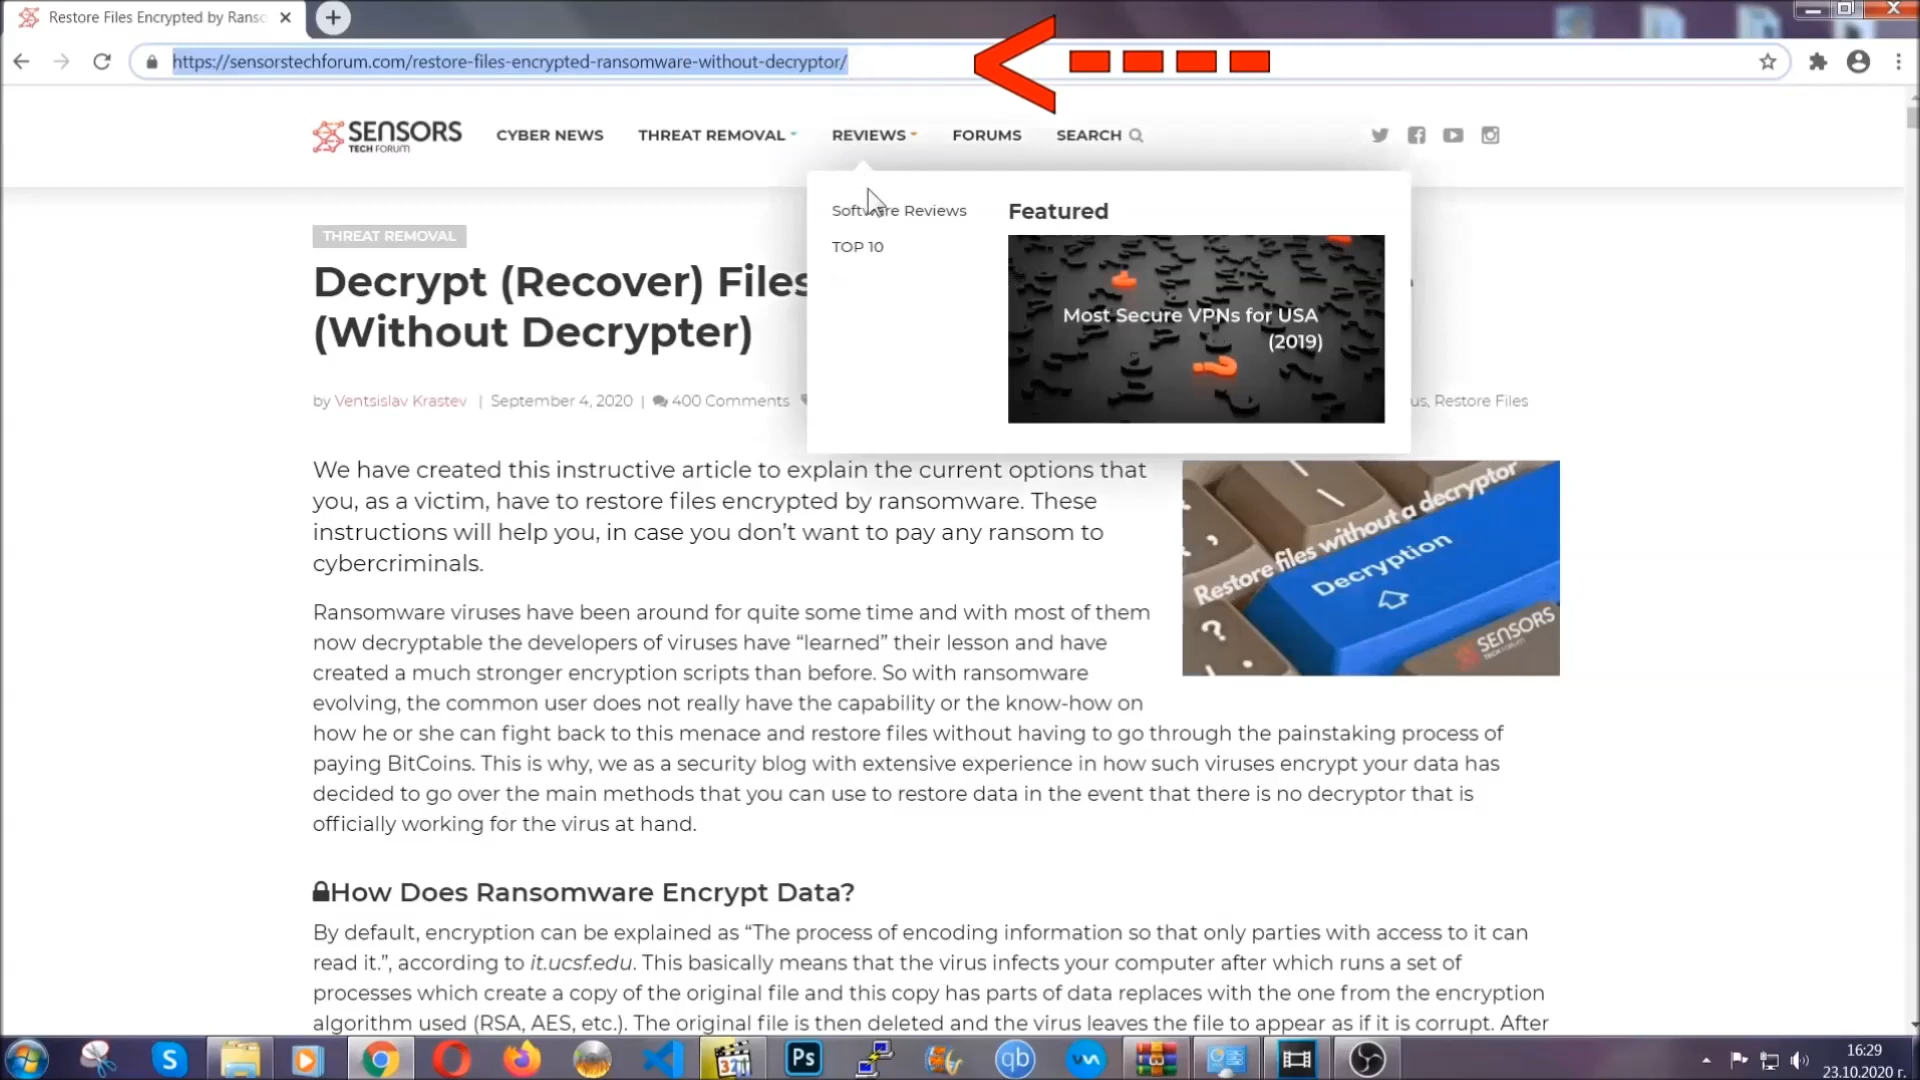 Restore Files Encrypted by Ranso
https://sensorstechforum.com/restore-files-encrypted-ransomware-without-decryptor/
SENSORS
TECH FORUM
CYBER NEWS
THREAT REMOVAL
REVIEWS
FORUMS
SEARCH
Software Reviews
TOP 10
Featured
Most Secure VPNs for USA
(2019)
THREAT REMOVAL
Decrypt (Recover) Files
(Without Decrypter)
by Ventsislav Krastev | September 4, 2020 | 400 Comments
us, Restore Files
We have created this instructive article to explain the current options that
you, as a victim, have to restore files encrypted by ransomware. These
instructions will help you, in case you don’t want to pay any ransom to
cybercriminals.
Restore files without a decryptor
Decryption
SENSORS
TECH FORUM
Ransomware viruses have been around for quite some time and with most of them
now decryptable the developers of viruses have “learned” their lesson and have
created a much stronger encryption scripts than before. So with ransomware
evolving, the common user does not really have the capability or the know-how on
how he or she can fight back to this menace and restore files without having to go through the painstaking process of
paying BitCoins. This is why, we as a security blog with extensive experience in how such viruses encrypt your data has
decided to go over the main methods that you can use to restore data in the event that there is no decryptor that is
officially working for the virus at hand.
How Does Ransomware Encrypt Data?
By default, encryption can be explained as “The process of encoding information so that only parties with access to it can
read it.”, according to it.ucsf.edu. This basically means that the virus infects your computer after which runs a set of
processes which create a copy of the original file and this copy has parts of data replaces with the one from the encryption
algorithm used (RSA, AES, etc.). The original file is then deleted and the virus leaves the file to appear as if it is corrupt. After
S
321
Ps
qb
16:29
23.10.2020 г.